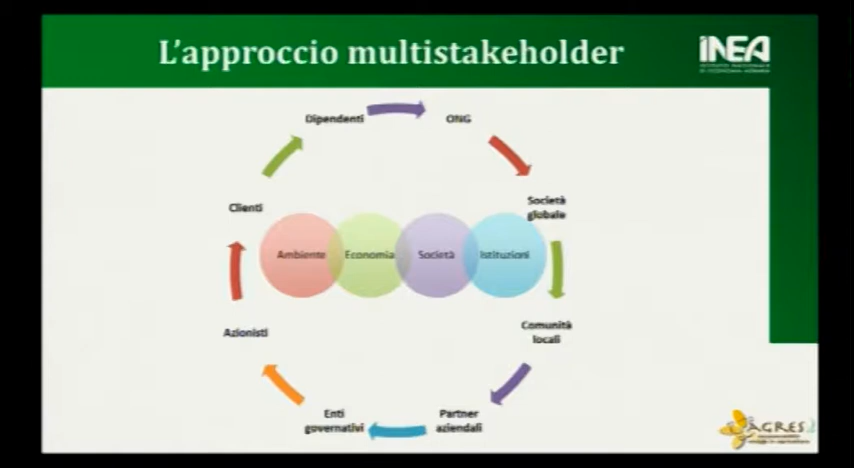 L'approccio multistakeholder
INEA
Dipendenti
ONG
Clienti
Società
globale
Ambiente
Economia
Società
Istituzioni
Azionisti
Comunità
locali
Enti
governativi
Partner
aziendali
AGRES